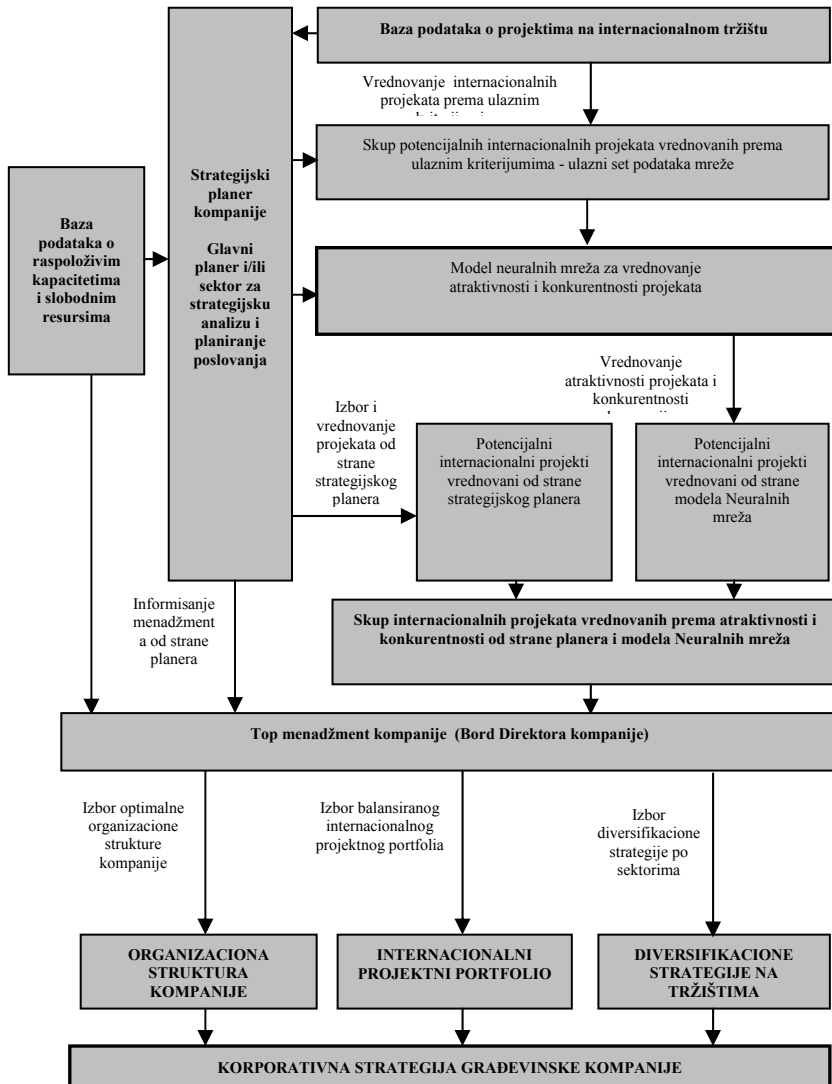 Baza podataka o projektima na internacionalnom tržištu
Vrednovanje internacionalnih
projekata prema ulaznim
Skup potencijalnih internacionalnih projekata vrednovanih prema
ulaznim kriterijumima - ulazni set podataka mreže
Strategijski
planer
kompanije
Glavni
planer i/ili
sektor za
strategijsku
analizu i
planiranje
poslovanja
Baza
podataka o
raspoloživim
kapacitetima
i slobodnim
resursima
Model neuralnih mreža za vrednovanje
atraktivnosti i konkurentnosti projekata
Vrednovanje
atraktivnosti projekata i
konkurentnosti
Izbor i
vrednovanje
projekata od
strane
strategijskog
planera
Potencijalni
internacionalni projekti
vrednovani od strane
strategijskog planera
Potencijalni
internacionalni projekti
vrednovani od strane
modela Neuralnih
mreža
Informisanje
menadžment
a od strane
planera
Skup internacionalnih projekata vrednovanih prema atraktivnosti i
konkurentnosti od strane planera i modela Neuralnih mreža
Top menadžment kompanije (Bord Direktora kompanije)
Izbor optimalne
organizacione
strukture
kompanije
Izbor balansiranog
internacionalnog
projektnog portfolia
Izbor
diversifikacione
strategije po
sektorima
ORGANIZACIONA
STRUKTURA
KOMPANIJE
INTERNACIONALNI
PROJEKTNI PORTFOLIO
DIVERSIFIKACIONE
STRATEGIJE NA
TRŽIŠTIMA
KORPORATIVNA STRATEGIJA GRAĐEVINSKE KOMPANIJE